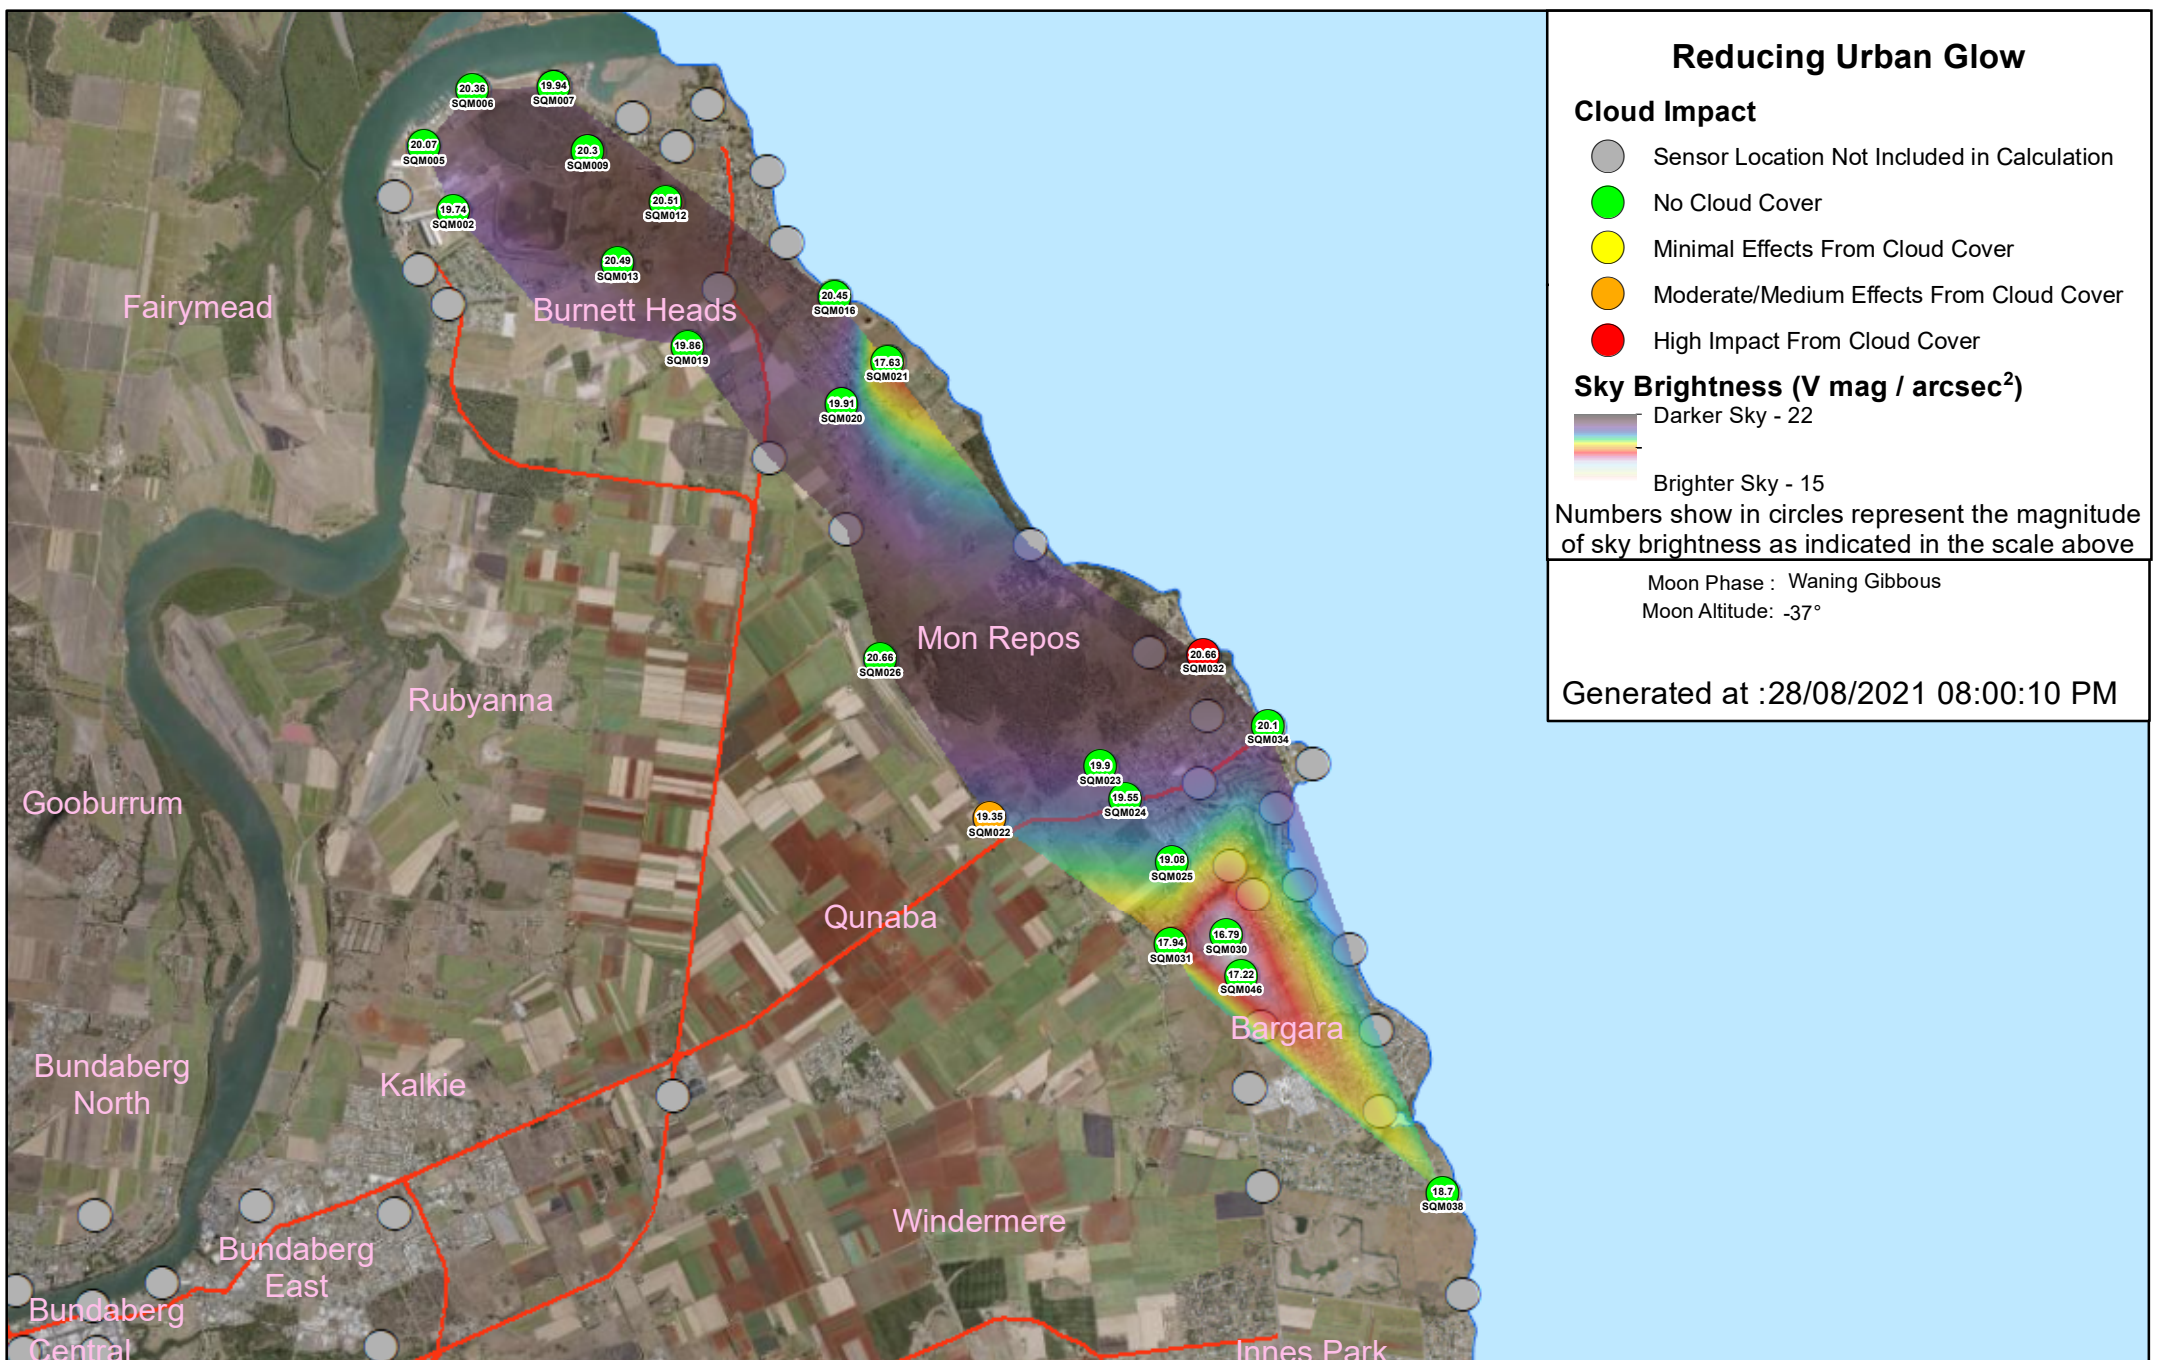 Reducing Urban Glow
Cloud Impact
Sensor Location Not Included in Calculation
No Cloud Cover
Minimal Effects From Cloud Cover
Moderate/Medium Effects From Cloud Cover
High Impact From Cloud Cover
Sky Brightness (V mag / arcsec²)
Darker Sky - 22
Brighter Sky - 15
Numbers show in circles represent the magnitude
of sky brightness as indicated in the scale above
Moon Phase : Waning Gibbous
Moon Altitude: -37°
Generated at :28/08/2021 08:00:10 PM
20.36
SQM006
19.94
SQM007
20.07
SQM005
20.3
SQM009
19.74
SQM002
20.51
SQM012
20.49
SQM013
Fairymead
Burnett Heads
20.45
SQM016
19.86
SQM019
17.63
SQM021
19.91
SQM020
Mon Repos
20.66
SQM026
20.66
SQM032
Rubyanna
20.1
SQM034
19.9
SQM023
19.55
SQM024
Gooburrum
19.35
SQM022
19.08
SQM025
Qunaba
17.94
SQM031
16.79
SQM030
17.22
SQM046
Bargara
Bundaberg
North
Kalkie
18.7
SQM038
Windermere
Bundaberg
East
Bundaberg
Central
Innes Park